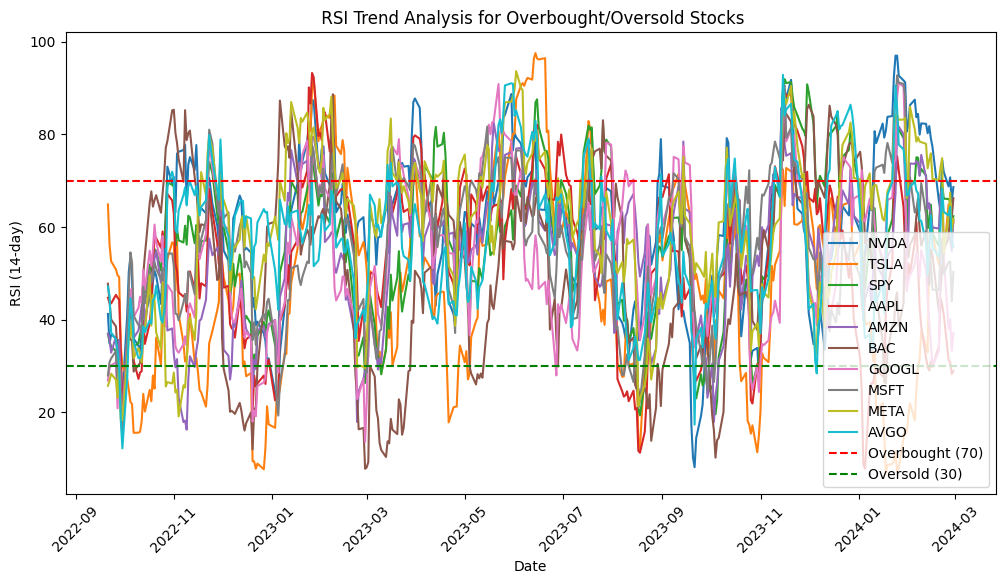 RSI Trend Analysis for Overbought/Oversold Stocks
RSI (14-day)
100
80
60
40
20
NVDA
TSLA
SPY
AAPL
AMZN
BAC
GOOGL
MSFT
META
AVGO
Overbought (70)
Oversold (30)
2022-09
2022-11
2023-01
2023-03
2023-05
2023-07
2023-09
2023-11
2024-01
2024-03
Date